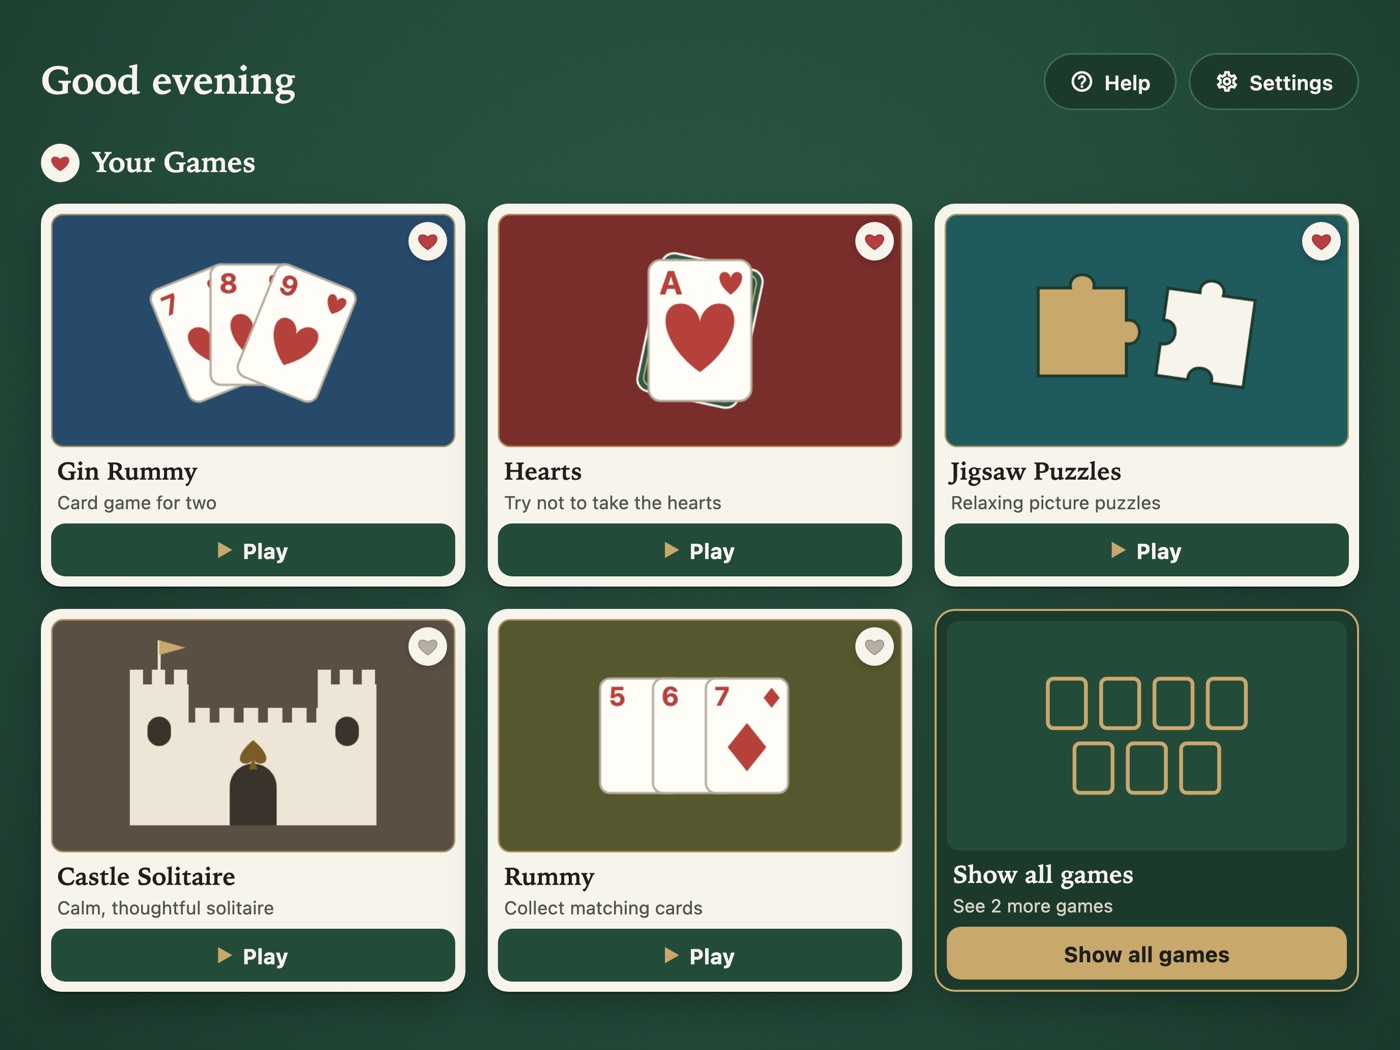 Good evening
Help
Settings
Your Games
7
8
9
A
Gin Rummy
Card game for two
Play
Hearts
Try not to take the hearts
Play
Jigsaw Puzzles
Relaxing picture puzzles
Play
5
6
7
Castle Solitaire
Calm, thoughtful solitaire
Play
Rummy
Collect matching cards
Play
Show all games
See 2 more games
Show all games